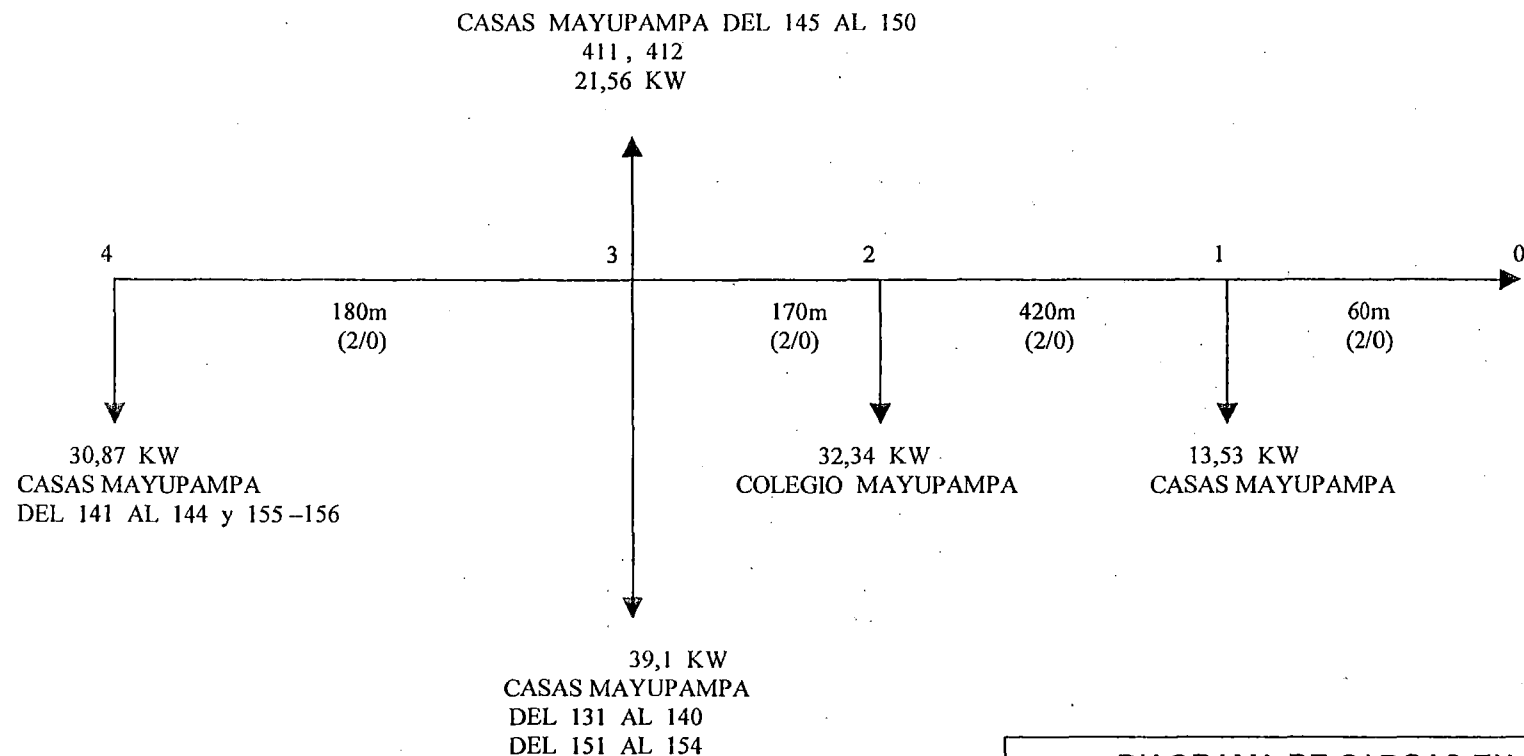 CASAS MAYUPAMPA DEL 145 AL 150
411 , 412
21,56 KW
4
3
2
1
0
180m
(2/0)
170m
(2/0)
420m
(2/0)
60m
(2/0)
30,87 KW
CASAS MAYUPAMPA
DEL 141 AL 144 y 155–156
32,34 KW
COLEGIO MAYUPAMPA
13,53 KW
CASAS MAYUPAMPA
39,1 KW
CASAS MAYUPAMPA
DEL 131 AL 140
DEL 151 AL 154